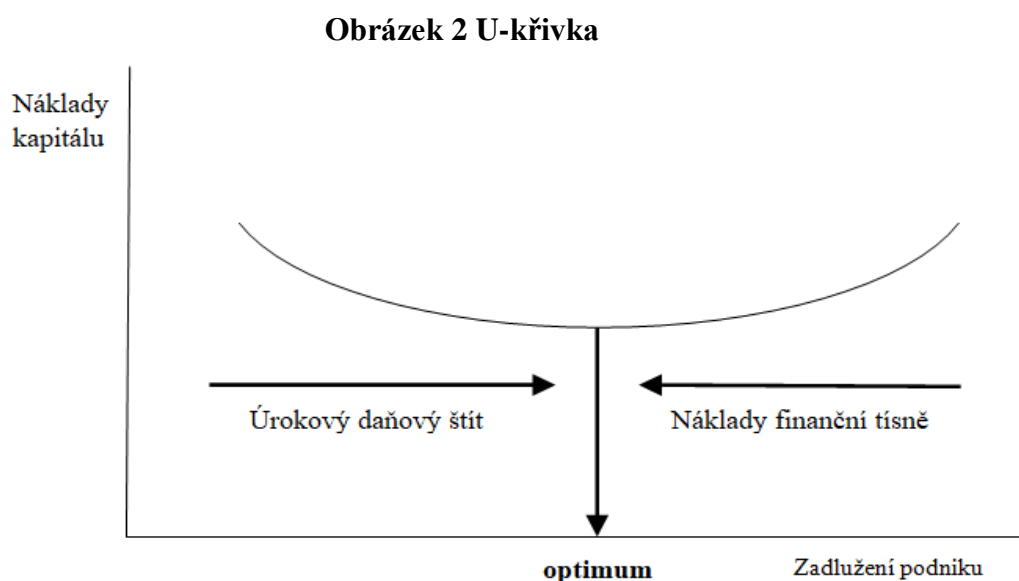 Obrázek 2 U-křivka
Náklady
kapitálu
Úrokový daňový štít
Náklady finanční tísně
optimum
Zadlužení podniku